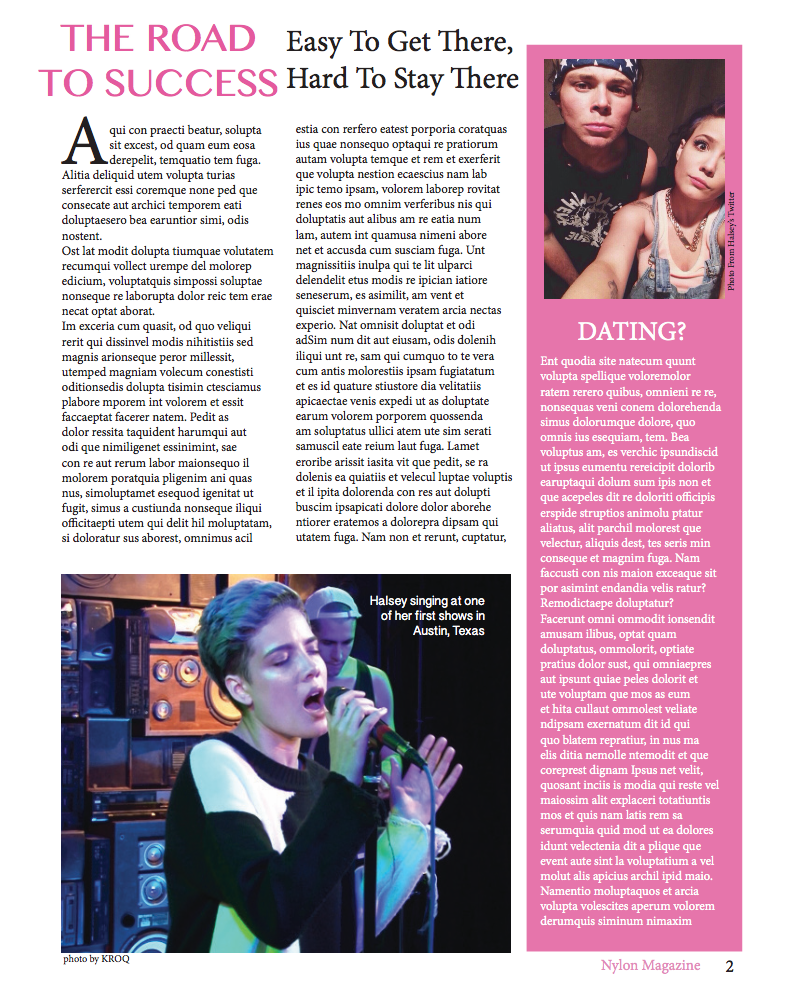 THE ROAD
TO SUCCESS
Easy To Get There,
Hard To Stay There
Aqui con praecti beatur, solupta
sit excest, od quam eum eosa
derepelit, temquatio tem fuga.
Alitia deliquid utem volupta turias
serferercit essi coremque none ped que
consecate aut archici temporem eati
doluptaesero bea earuntior simi, odis
nostent.
Ost lat modit dolupta tiumquae volutatem
recumqui vollect urempe del molorep
edicium, voluptatquis simpossi soluptae
nonseque re laborupta dolor reic tem erae
necat optat aborat.
Im exceria cum quasit, od quo veliqui
rerit qui dissinvel modis nihitistiis sed
magnis arionseque peror millessit,
utemped magniam volecum conestisti
oditionsedis dolupta tisimin ctesciamus
plabore mporem int volorem et essit
faccaeptat facerer natem. Pedit as
dolor ressita taquident harumqui aut
odi que nimiligenet essinimint, sae
con re aut rerum labor maionsequo il
molorem poratquia pligenim ani quas
nus, simoluptamet esequod igenitat ut
fugit, simus a custiunda nonseque iliqui
officitaepti utem qui delit hil moluptatam,
si doloratur sus aborest, omnimus acil
estia con rerfero eatest porporia coratquas
ius quae nonsequo optaqui re pratiorum
autam volupta temque et rem et exerferit
que volupta nestion ecaescius nam lab
ipic temo ipsam, volorem laborep rovitat
renes eos mo omnim verferibus nis qui
doluptatis aut alibus am re eatia num
lam, autem int quamusa nimeni abore
net et accusda cum susciam fuga. Unt
magnissitiis inulpa qui te lit ulparci
delendelit etus modis re ipician iatiore
seneserum, es asimilit, am vent et
quisciet minvernam veratem arcia nectas
experio. Nat omnisit doluptat et odi
adSim num dit aut eiusam, odis dolenih
iliqui unt re, sam qui cumquo to te vera
cum antis molorestiis ipsam fugiatatum
et es id quature stiustore dia velitatiis
apicaectae venis expedi ut as doluptate
earum volorem porporem quossenda
am soluptatus ullici atem ute sim serati
samuscil eate reium laut fuga. Lamet
eroribe arissit iasita vit que pedit, se ra
dolenis ea quiatiis et velecul luptae voluptis
et il ipita dolorenda con res aut dolupti
buscim ipsapicati dolore dolor aborehe
ntiorer eratemos a dolorepra dipsam qui
utatem fuga. Nam non et rerunt, cuptatur,
Photo From Halsey's Twitter
DATING?
Ent quodia site natecum quunt
volupta spellique voloremolor
ratem rerero quibus, omnieni re re,
nonsequas veni conem dolorehenda
simus dolorumque dolore, quo
omnis ius esequiam, tem. Bea
voluptus am, es verchic ipsundiscid
ut ipsus eumentu rereicipit dolorib
earuptaqui dolum sum ipis non et
que acepeles dit re doloriti officipis
erspide struptios animolu ptatur
aliatus, alit parchil molorest que
velectur, aliquis dest, tes seris min
conseque et magnim fuga. Nam
faccusti con nis maion exceaque sit
por asimint endandia velis ratur?
Remodictaepe doluptatur?
Facerunt omni ommodit ionsendit
amusam ilibus, optat quam
doluptatus, ommolorit, optiate
pratius dolor sust, qui omniaepres
aut ipsunt quiae peles dolorit et
ute voluptam que mos as eum
et hita cullaut ommolest veliate
ndipsam exernatum dit id qui
quo blatem repratiur, in nus ma
elis ditia nemolle ntemodit et que
coreprest dignam Ipsus net velit,
quosant inciis is modia qui reste vel
maiossim alit explaceri totatiuntis
mos et quis nam latis rem sa
serumquia quid mod ut ea dolores
idunt velectenia dit a plique que
event aute sint la voluptatium a vel
molut alis apicius archil ipid maio.
Namentio moluptaquos et arcia
volupta volescites aperum volorem
derumquis siminum nimaxim
Halsey singing at one
of her first shows in
Austin, Texas
photo by KROQ
Nylon Magazine 2